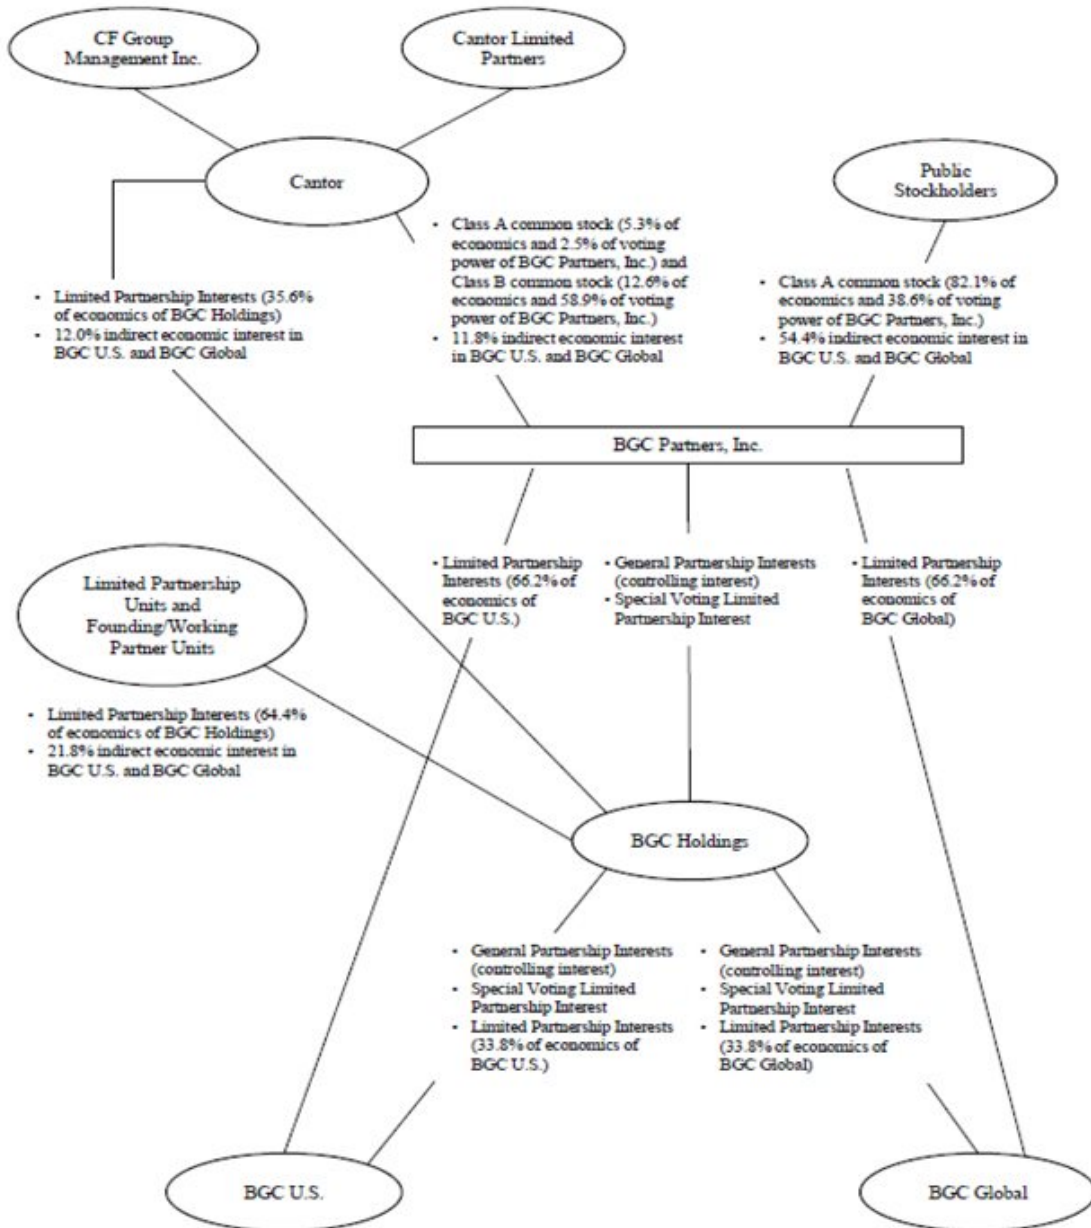 CF Group
Management Inc.
Cantor Limited
Partners
Cantor
Public
Stockholders
• Class A common stock (5.3% of
economics and 2.5% of voting
power of BGC Partners, Inc.) and
Class B common stock (12.6% of
economics and 58.9% of voting
power of BGC Partners, Inc.)
• 11.8% indirect economic interest
in BGC U.S. and BGC Global
• Class A common stock (82.1% of
economics and 38.6% of voting
power of BGC Partners, Inc.)
• 54.4% indirect economic interest in
BGC U.S. and BGC Global
• Limited Partnership Interests (35.6%
of economics of BGC Holdings)
• 12.0% indirect economic interest in
BGC U.S. and BGC Global
BGC Partners, Inc.
• Limited Partnership
Interests (66.2% of
economics of
BGC U.S.)
• General Partnership Interests
(controlling interest)
• Special Voting Limited
Partnership Interest
• Limited Partnership
Interests (66.2% of
economics of
BGC Global)
Limited Partnership
Units and
Founding/Working
Partner Units
• Limited Partnership Interests (64.4%
of economics of BGC Holdings)
• 21.8% indirect economic interest in
BGC U.S. and BGC Global
BGC Holdings
• General Partnership Interests
(controlling interest)
• Special Voting Limited
Partnership Interest
• Limited Partnership Interests
(33.8% of economics of
BGC U.S.)
• General Partnership Interests
(controlling interest)
• Special Voting Limited
Partnership Interest
• Limited Partnership Interests
(33.8% of economics of
BGC Global)
BGC U.S.
BGC Global